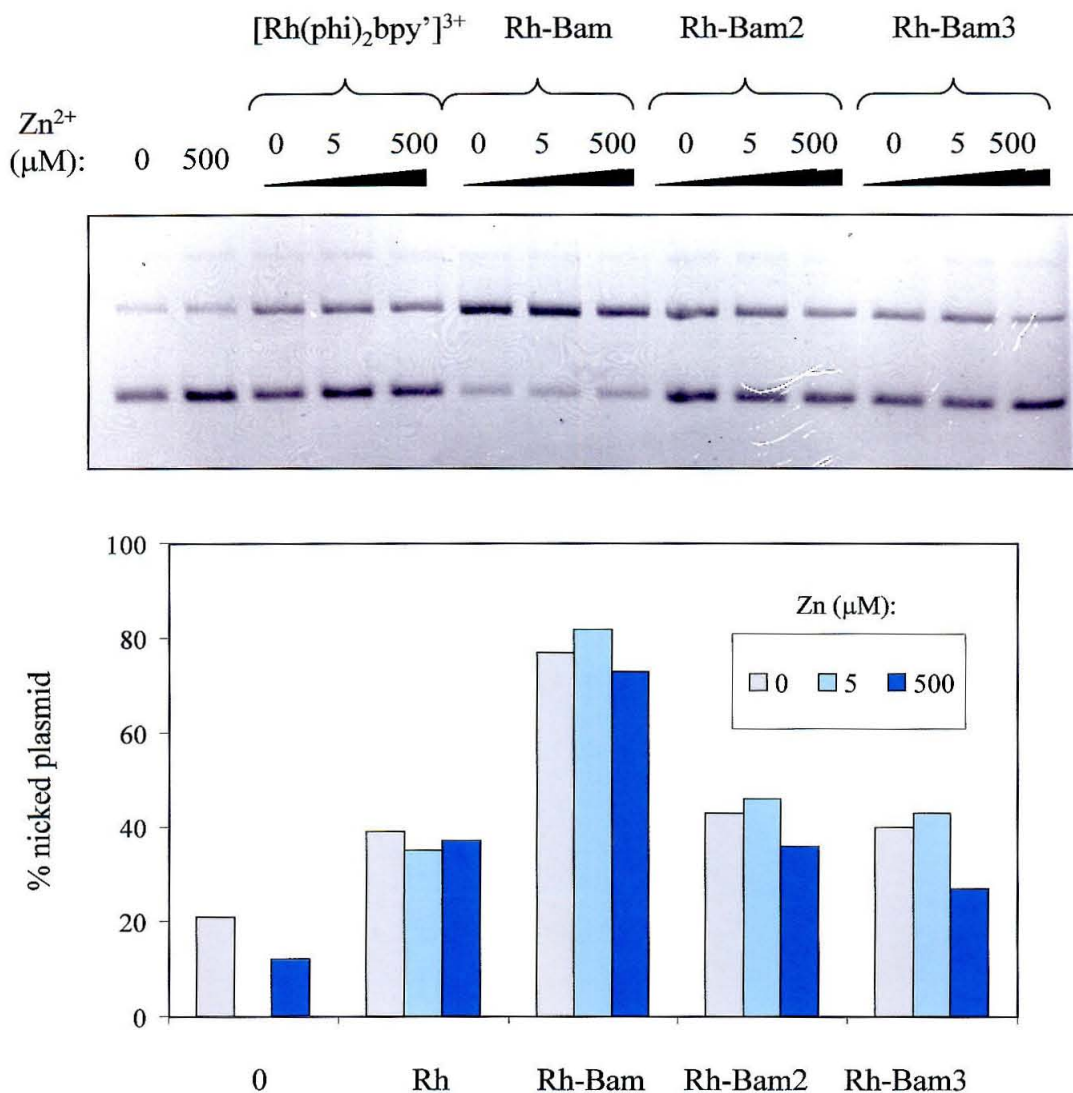 [Rh(phi)₂bpy’]³⁺ Rh-Bam Rh-Bam2 Rh-Bam3
Zn²⁺
(μM): 0 500 0 5 500 0 5 500 0 5 500 0 5 500
100
80
60
40
20
0
% nicked plasmid
Zn (μM):
0 5 500
0 Rh Rh-Bam Rh-Bam2 Rh-Bam3